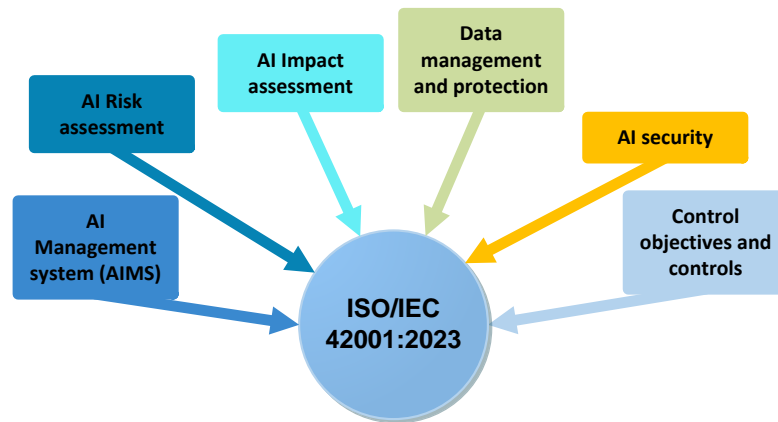 AI
Management
system (AIMS)
AI Risk
assessment
AI Impact
assessment
Data
management
and protection
AI security
Control
objectives and
controls
ISO/IEC
42001:2023